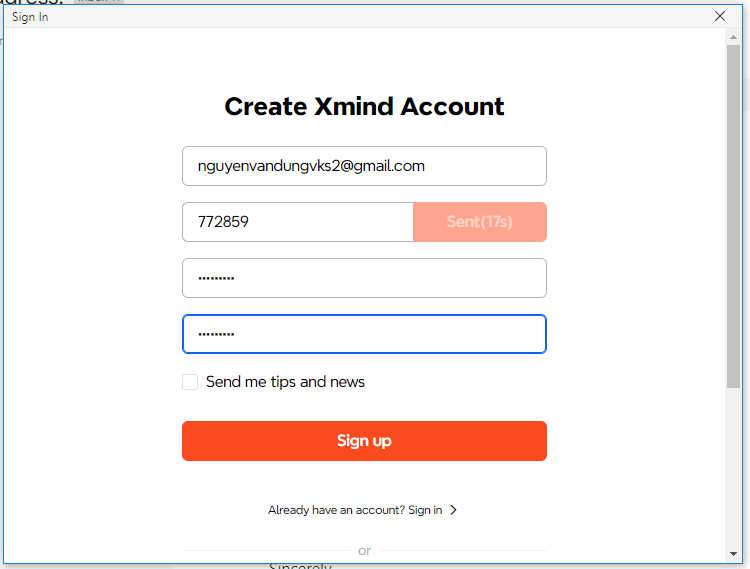 Sign In
Create Xmind Account
nguyenvandungvks2@gmail.com
772859 Sent(17s)
•••••••••
•••••••••
Send me tips and news
Sign up
Already have an account? Sign in >
or